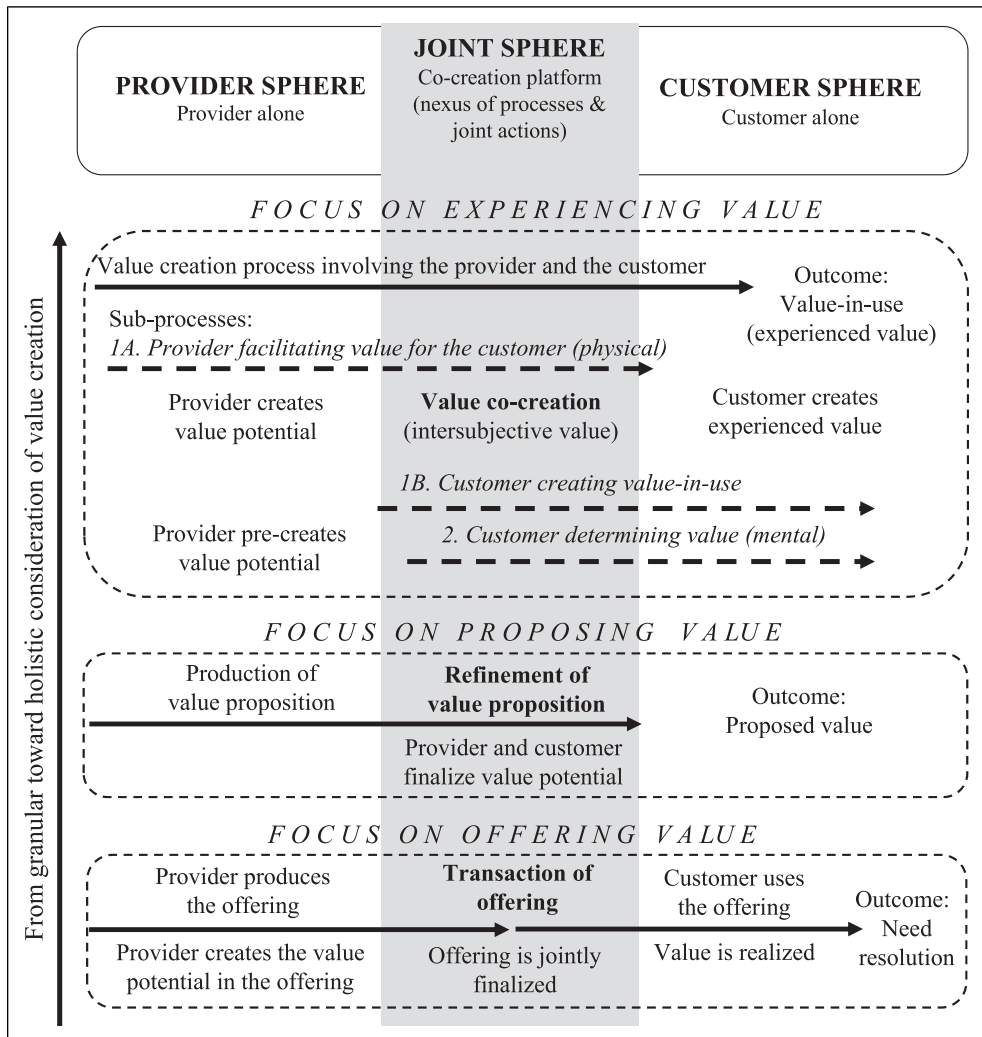 PROVIDER SPHERE
Provider alone
JOINT SPHERE
Co-creation platform
(nexus of processes &
joint actions)
CUSTOMER SPHERE
Customer alone
From granular toward holistic consideration of value creation
FOCUS ON EXPERIENCING VALUE
Value creation process involving the provider and the customer
Outcome:
Value-in-use
(experienced value)
Sub-processes:
1A. Provider facilitating value for the customer (physical)
Provider creates
value potential
Value co-creation
(intersubjective value)
Customer creates
experienced value
1B. Customer creating value-in-use
Provider pre-creates
value potential
2. Customer determining value (mental)
FOCUS ON PROPOSING VALUE
Production of
value proposition
Refinement of
value proposition
Provider and customer
finalize value potential
Outcome:
Proposed value
FOCUS ON OFFERING VALUE
Provider produces
the offering
Provider creates the value
potential in the offering
Transaction of
offering
Offering is jointly
finalized
Customer uses
the offering
Value is realized
Outcome:
Need
resolution